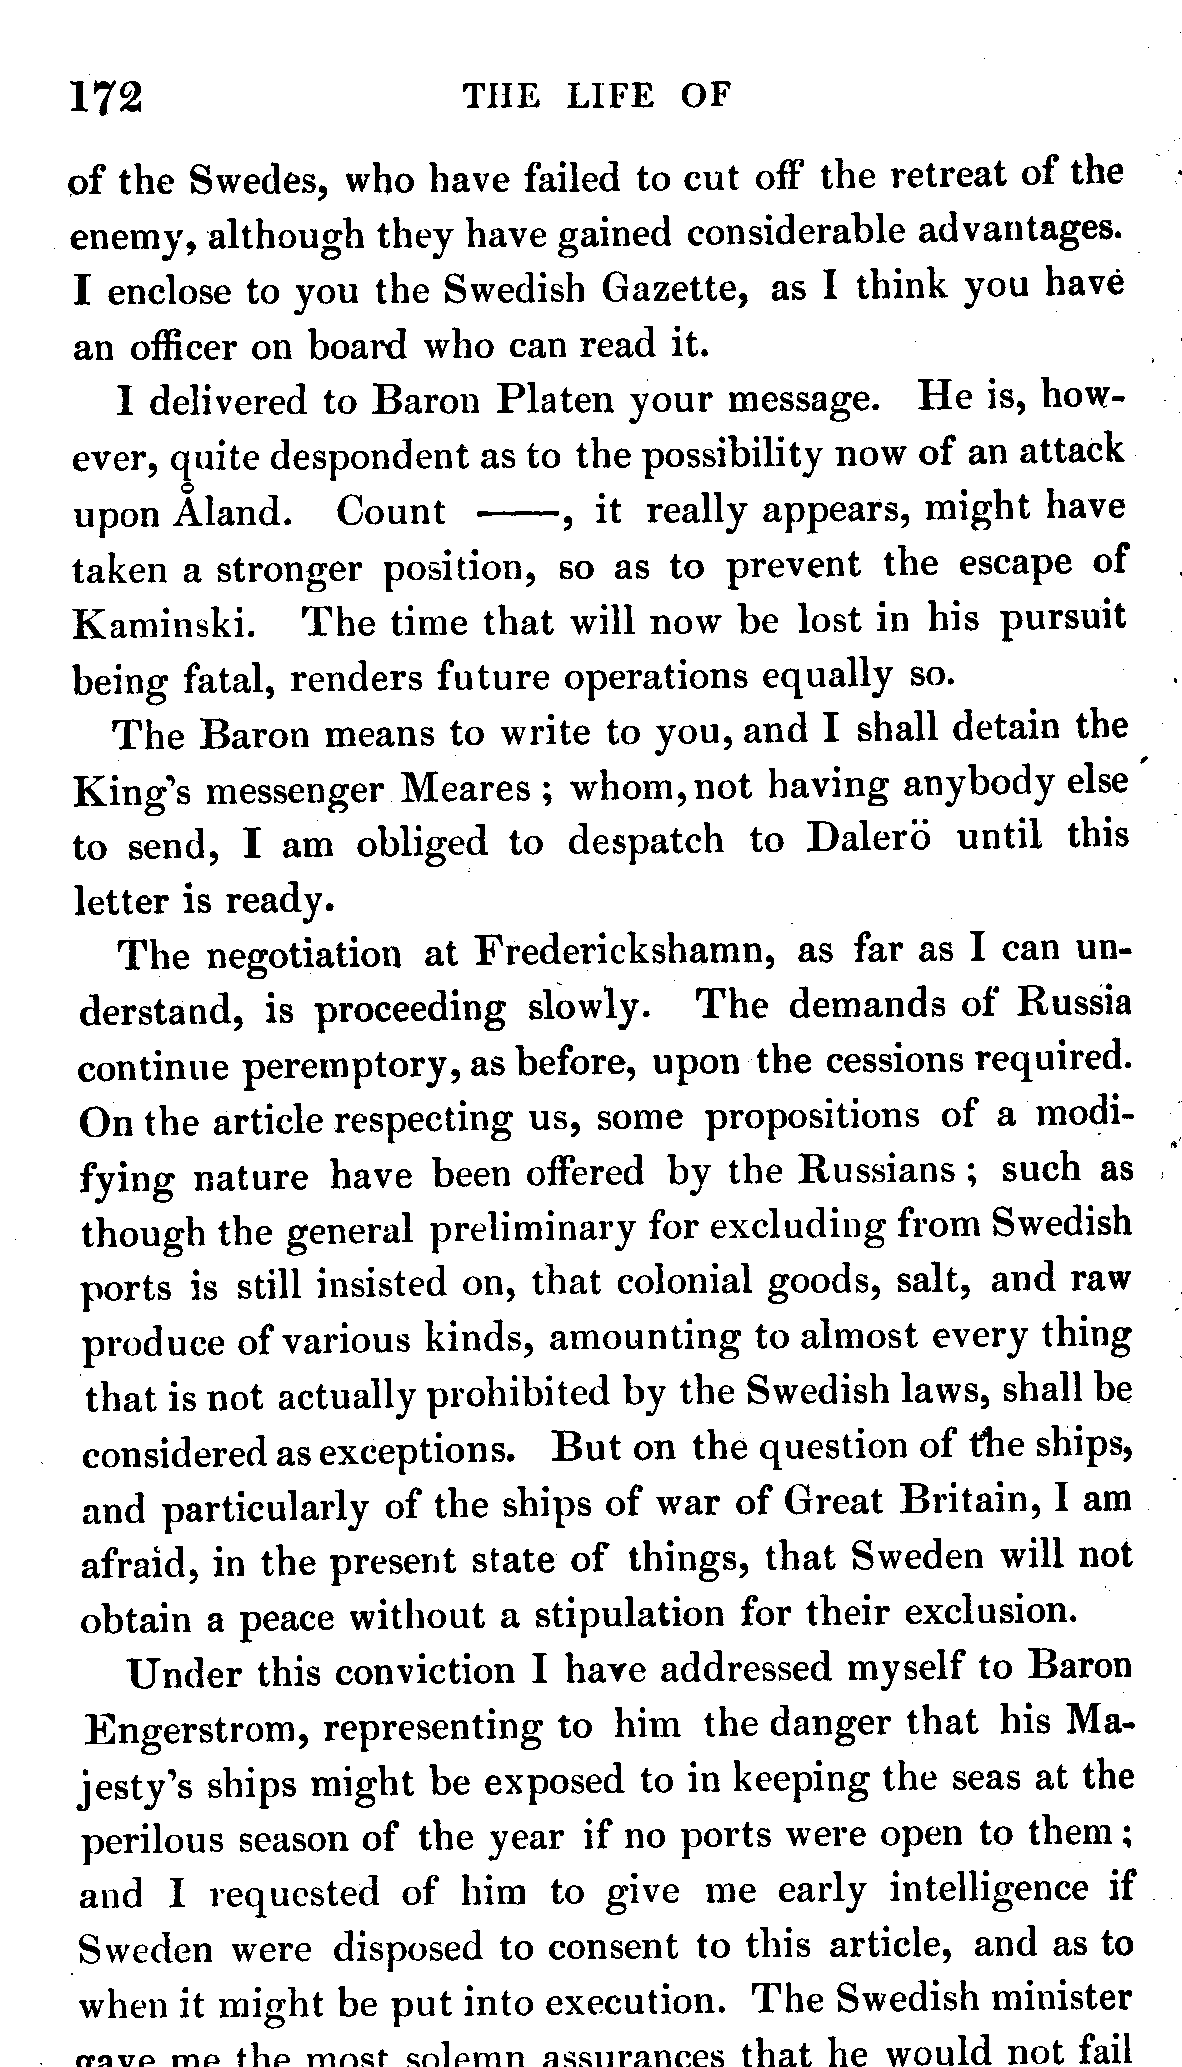 172 THE LIFE OF
of the Swedes, who have failed to cut off the retreat of the
enemy, although they have gained considerable advantages.
I enclose to you the Swedish Gazette, as I think you have
an officer on board who can read it.
I delivered to Baron Platen your message. He is, how-
ever, quite despondent as to the possibility now of an attack
upon Åland. Count ——, it really appears, might have
taken a stronger position, so as to prevent the escape of
Kaminski. The time that will now be lost in his pursuit
being fatal, renders future operations equally so.
The Baron means to write to you, and I shall detain the
King's messenger Meares; whom, not having anybody else
to send, I am obliged to despatch to Dalerö until this
letter is ready.
The negotiation at Frederickshamn, as far as I can un-
derstand, is proceeding slowly. The demands of Russia
continue peremptory, as before, upon the cessions required.
On the article respecting us, some propositions of a modi-
fying nature have been offered by the Russians; such as
though the general preliminary for excluding from Swedish
ports is still insisted on, that colonial goods, salt, and raw
produce of various kinds, amounting to almost every thing
that is not actually prohibited by the Swedish laws, shall be
considered as exceptions. But on the question of the ships,
and particularly of the ships of war of Great Britain, I am
afraid, in the present state of things, that Sweden will not
obtain a peace without a stipulation for their exclusion.
Under this conviction I have addressed myself to Baron
Engerstrom, representing to him the danger that his Ma-
jesty's ships might be exposed to in keeping the seas at the
perilous season of the year if no ports were open to them;
and I requested of him to give me early intelligence if
Sweden were disposed to consent to this article, and as to
when it might be put into execution. The Swedish minister
gave me the most solemn assurances that he would not fail